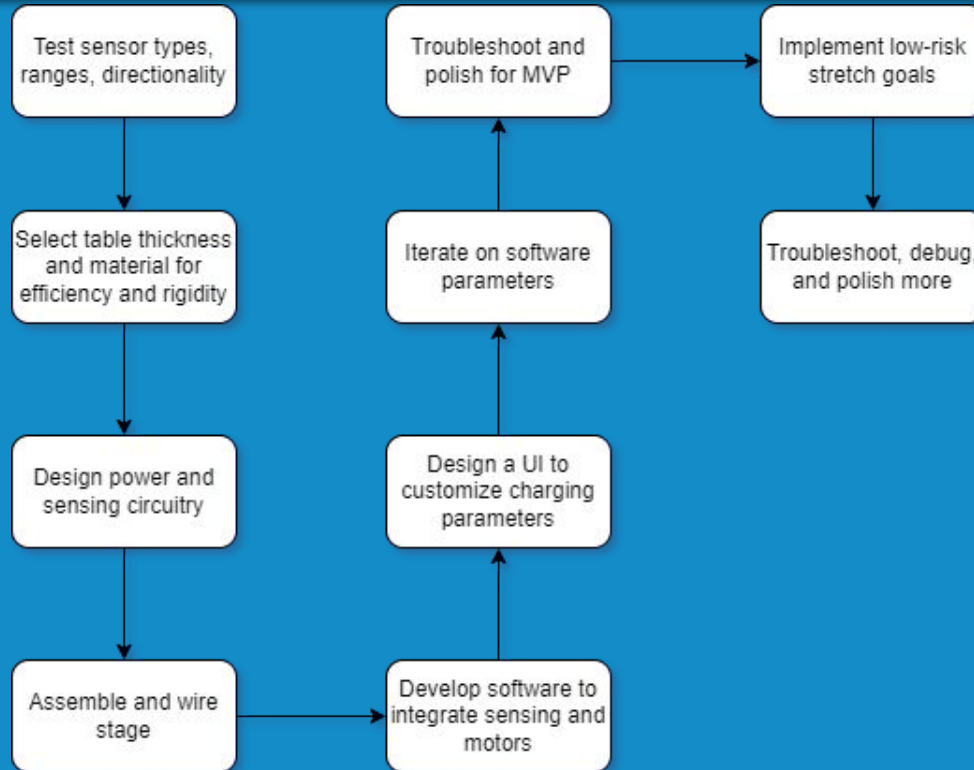 Test sensor types,
ranges, directionality
Select table thickness
and material for
efficiency and rigidity
Design power and
sensing circuitry
Assemble and wire
stage
Develop software to
integrate sensing and
motors
Design a UI to
customize charging
parameters
Iterate on software
parameters
Troubleshoot and
polish for MVP
Implement low-risk
stretch goals
Troubleshoot, debug,
and polish more